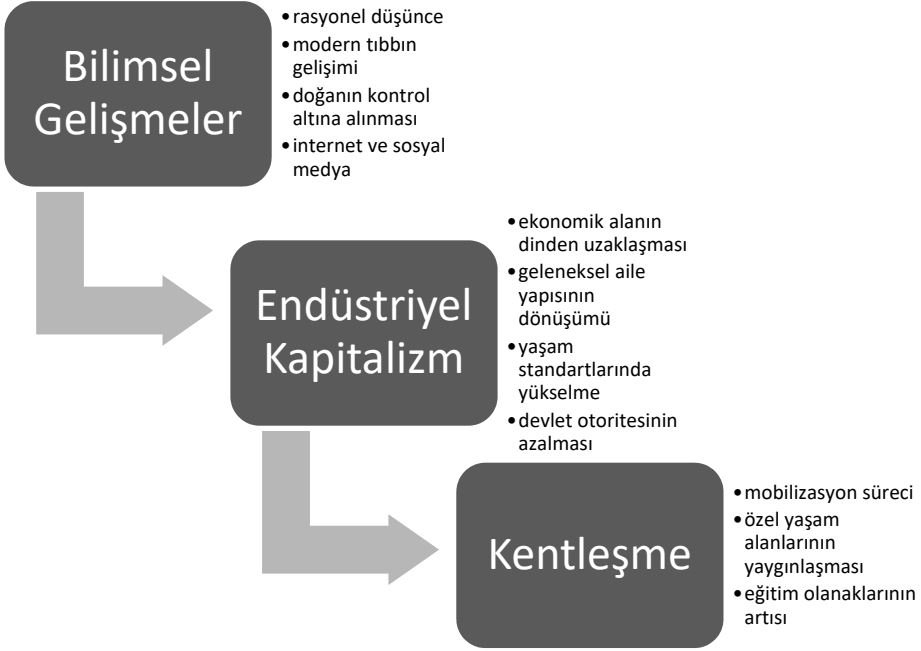 Bilimsel
Gelişmeler
•rasyonel düşünce
•modern tıbbın
gelişimi
•doğanın kontrol
altına alınması
•internet ve sosyal
medya
Endüstriyel
Kapitalizm
•ekonomik alanın
dinden uzaklaşması
•geleneksel aile
yapısının
dönüşümü
•yaşam
standartlarında
yükselme
•devlet otoritesinin
azalması
Kentleşme
•mobilizasyon süreci
•özel yaşam
alanlarının
yaygınlaşması
•eğitim olanaklarının
artısı